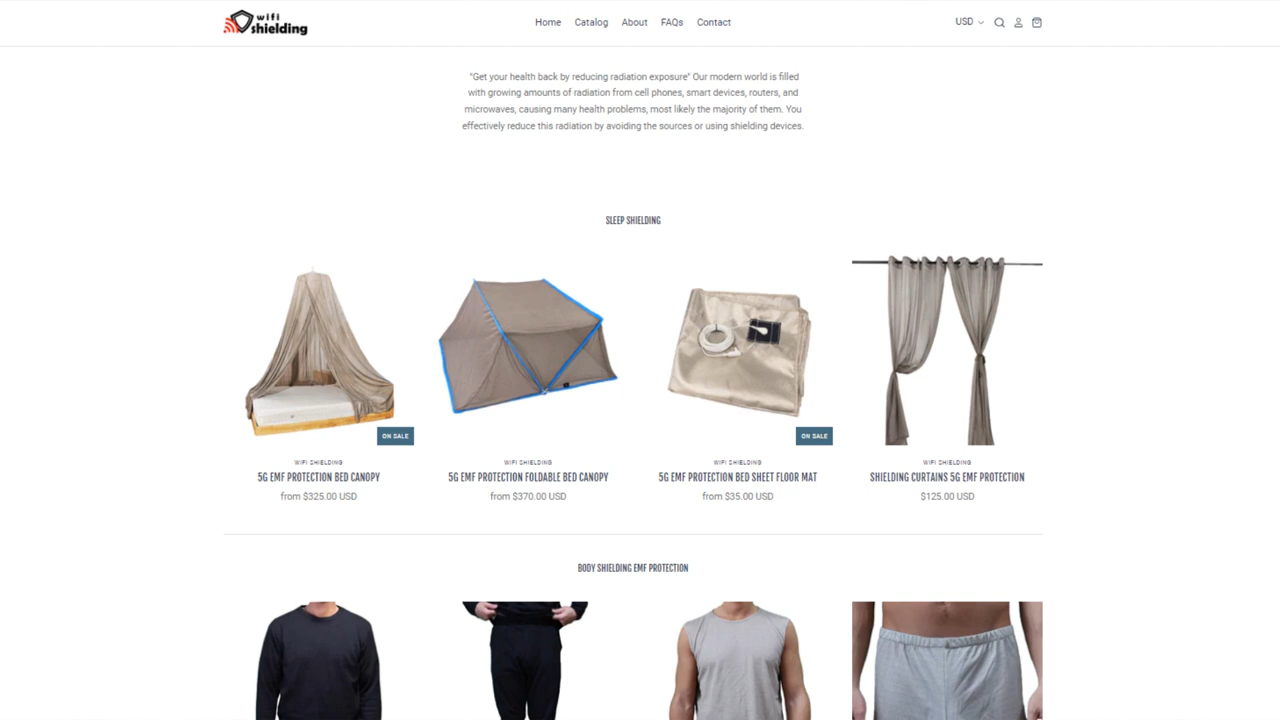 wifi
shielding
Home Catalog About FAQs Contact
USD
"Get your health back by reducing radiation exposure" Our modern world is filled
with growing amounts of radiation from cell phones, smart devices, routers, and
microwaves, causing many health problems, most likely the majority of them. You
effectively reduce this radiation by avoiding the sources or using shielding devices.
SLEEP SHIELDING
ON SALE
ON SALE
WIFI SHIELDING
5G EMF PROTECTION BED CANOPY
from $325.00 USD
WIFI SHIELDING
5G EMF PROTECTION FOLDABLE BED CANOPY
from $370.00 USD
WIFI SHIELDING
5G EMF PROTECTION BED SHEET FLOOR MAT
from $35.00 USD
WIFI SHIELDING
SHIELDING CURTAINS 5G EMF PROTECTION
$125.00 USD
BODY SHIELDING EMF PROTECTION